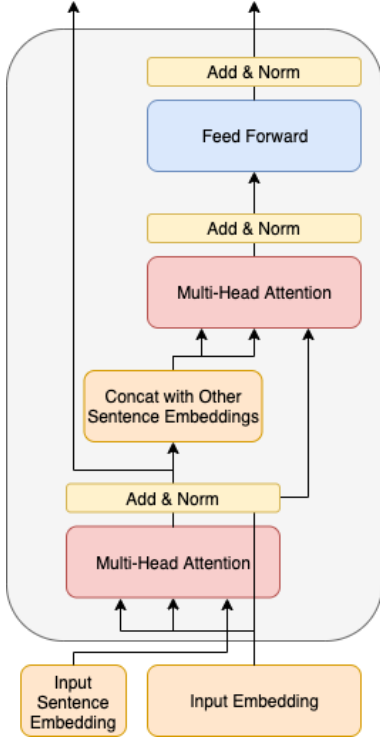 Add & Norm
Feed Forward
Add & Norm
Multi-Head Attention
Concat with Other
Sentence Embeddings
Add & Norm
Multi-Head Attention
Input
Sentence
Embedding
Input Embedding